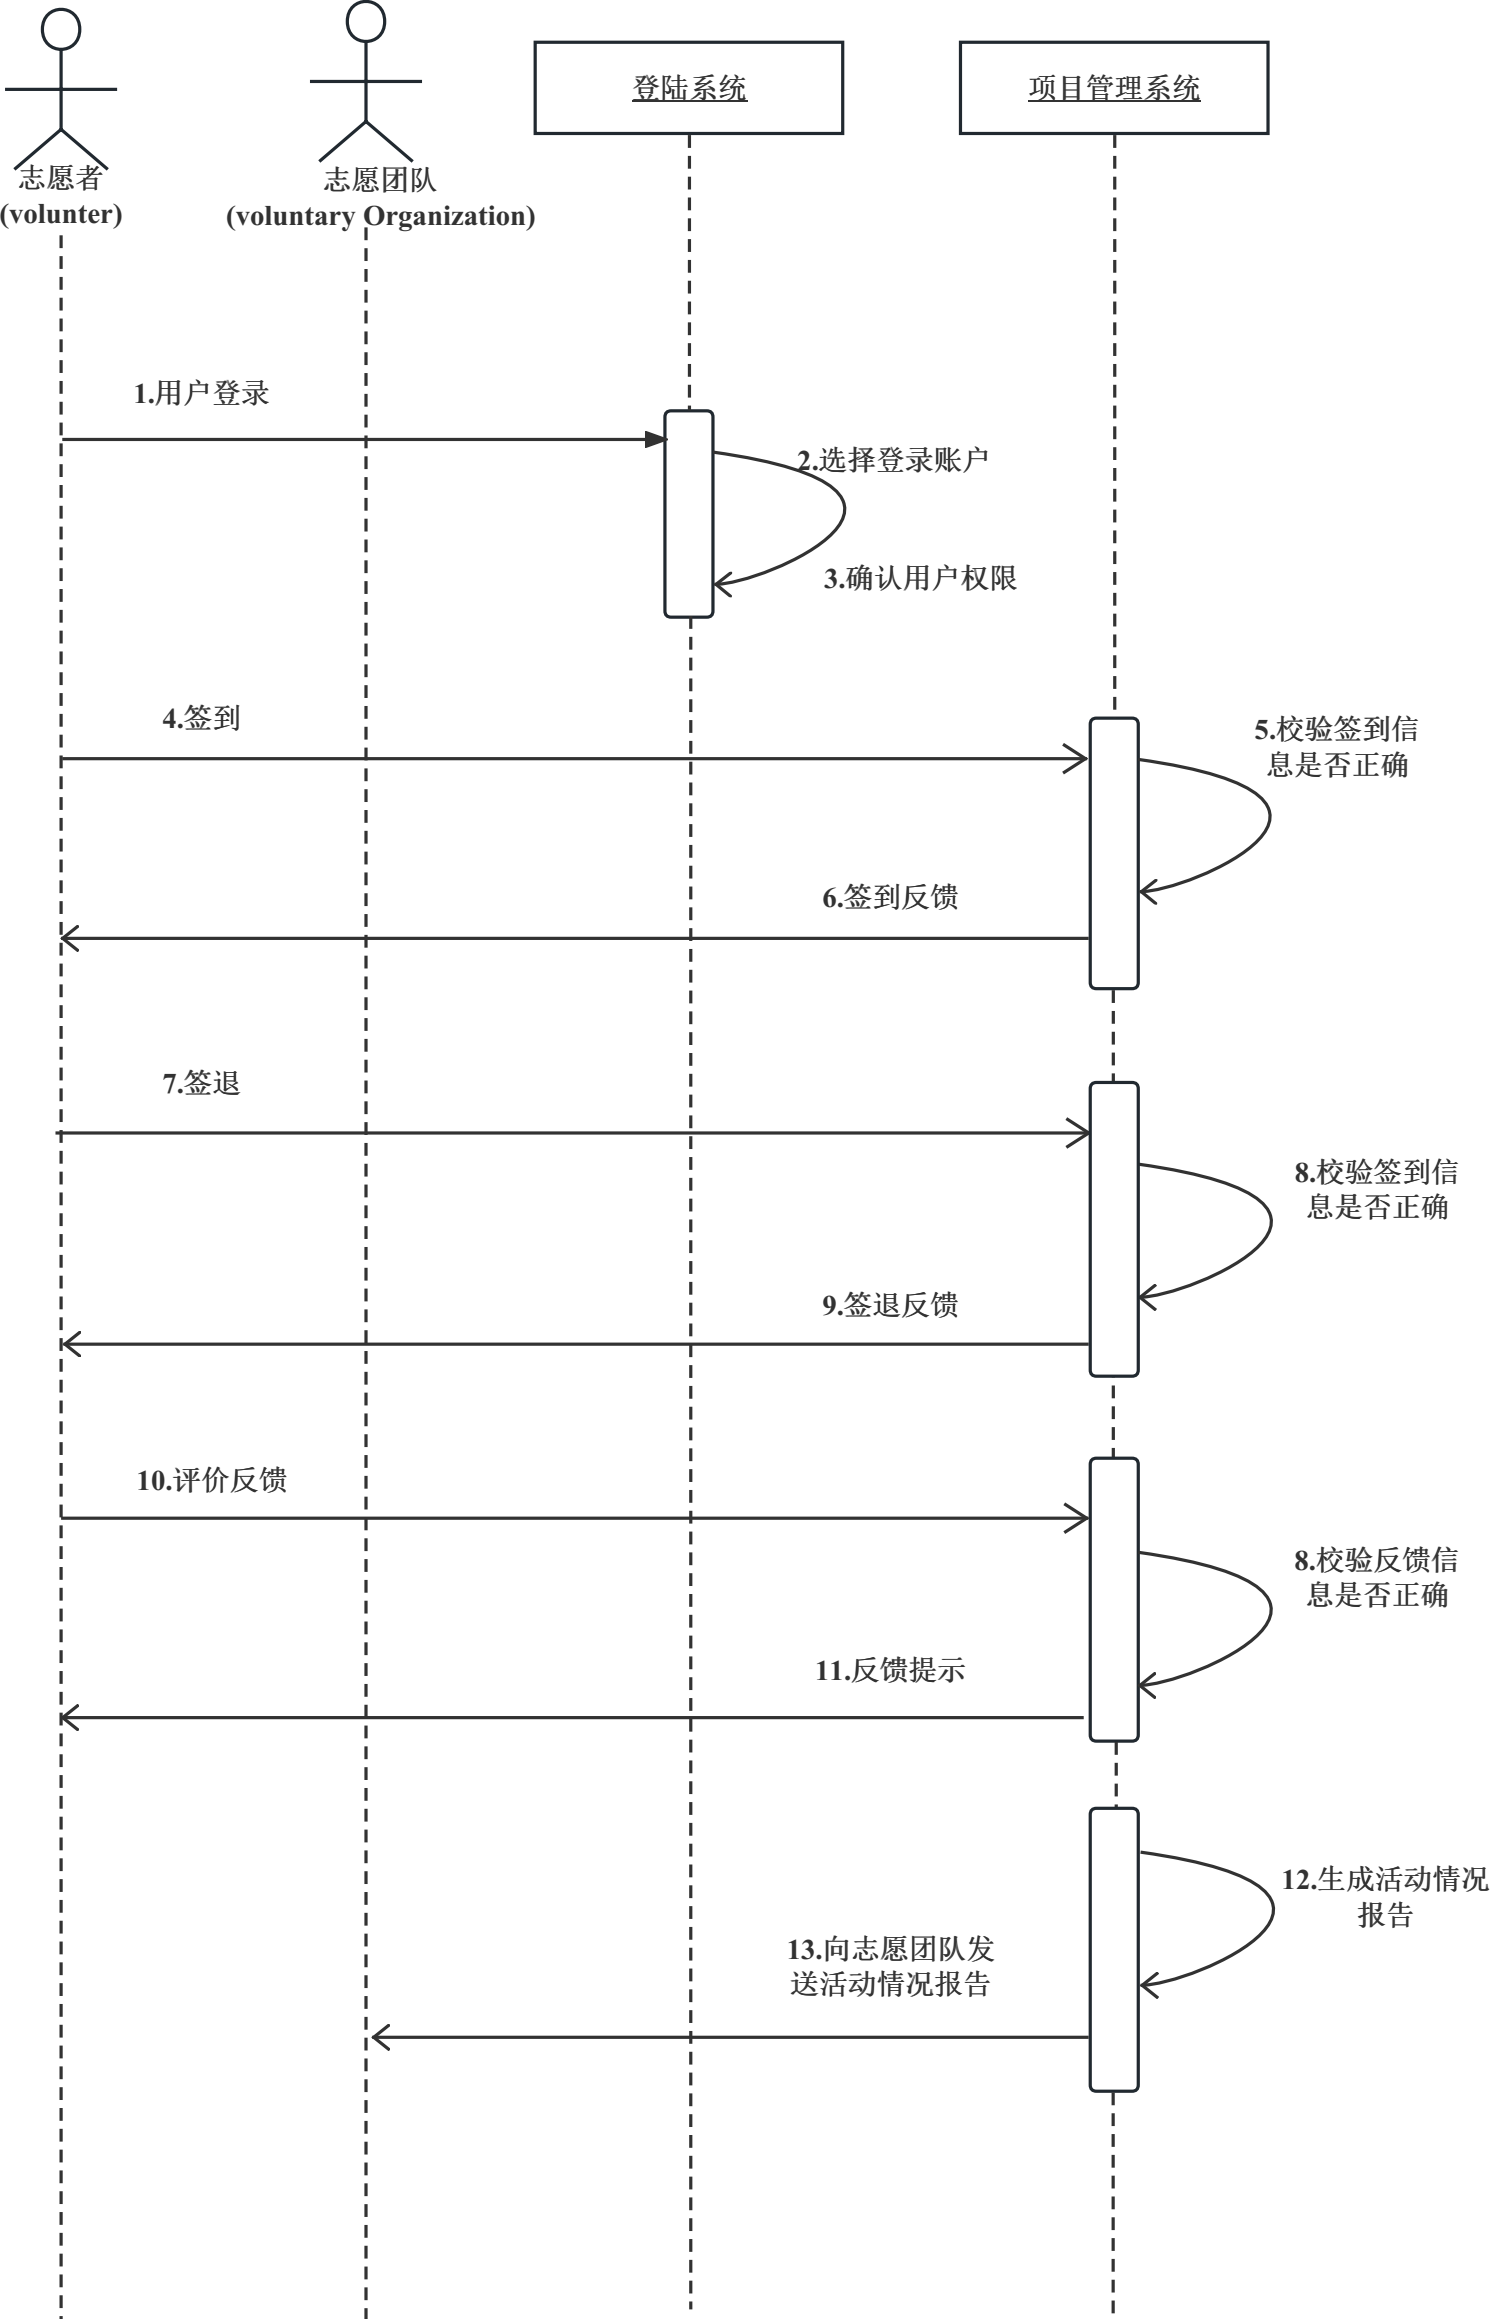 志愿者
(volunter)
志愿团队
(voluntary Organization)
登陆系统
项目管理系统
1.用户登录
2.选择登录账户
3.确认用户权限
4.签到
5.校验签到信
息是否正确
6.签到反馈
7.签退
8.校验签到信
息是否正确
9.签退反馈
10.评价反馈
8.校验反馈信
息是否正确
11.反馈提示
12.生成活动情况
报告
13.向志愿团队发
送活动情况报告